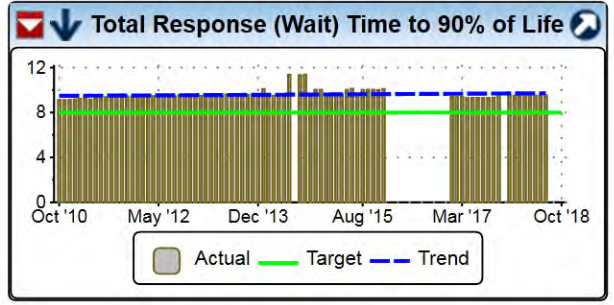 Total Response (Wait) Time to 90% of Life
12
8
4
0
Oct '10 May '12 Dec '13 Aug '15 Mar '17 Oct '18
Actual Target Trend